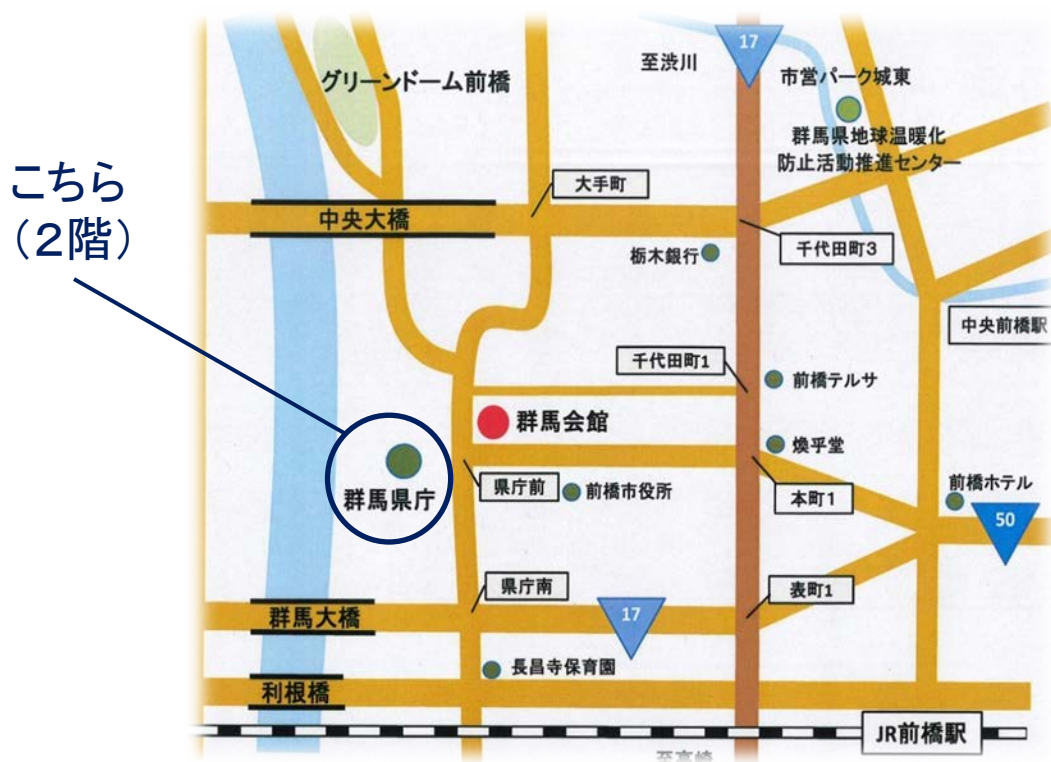 17
至渋川
市営パーク城東
グリーンドーム前橋
群馬県地球温暖化
防止活動推進センター
こちら
（２階）
大手町
中央大橋
千代田町３
栃木銀行
中央前橋駅
千代田町１
前橋テルサ
群馬会館
煥乎堂
群馬県庁
県庁前
前橋市役所
本町１
前橋ホテル
50
県庁南
表町１
群馬大橋
17
長昌寺保育園
利根橋
JR前橋駅
至高崎